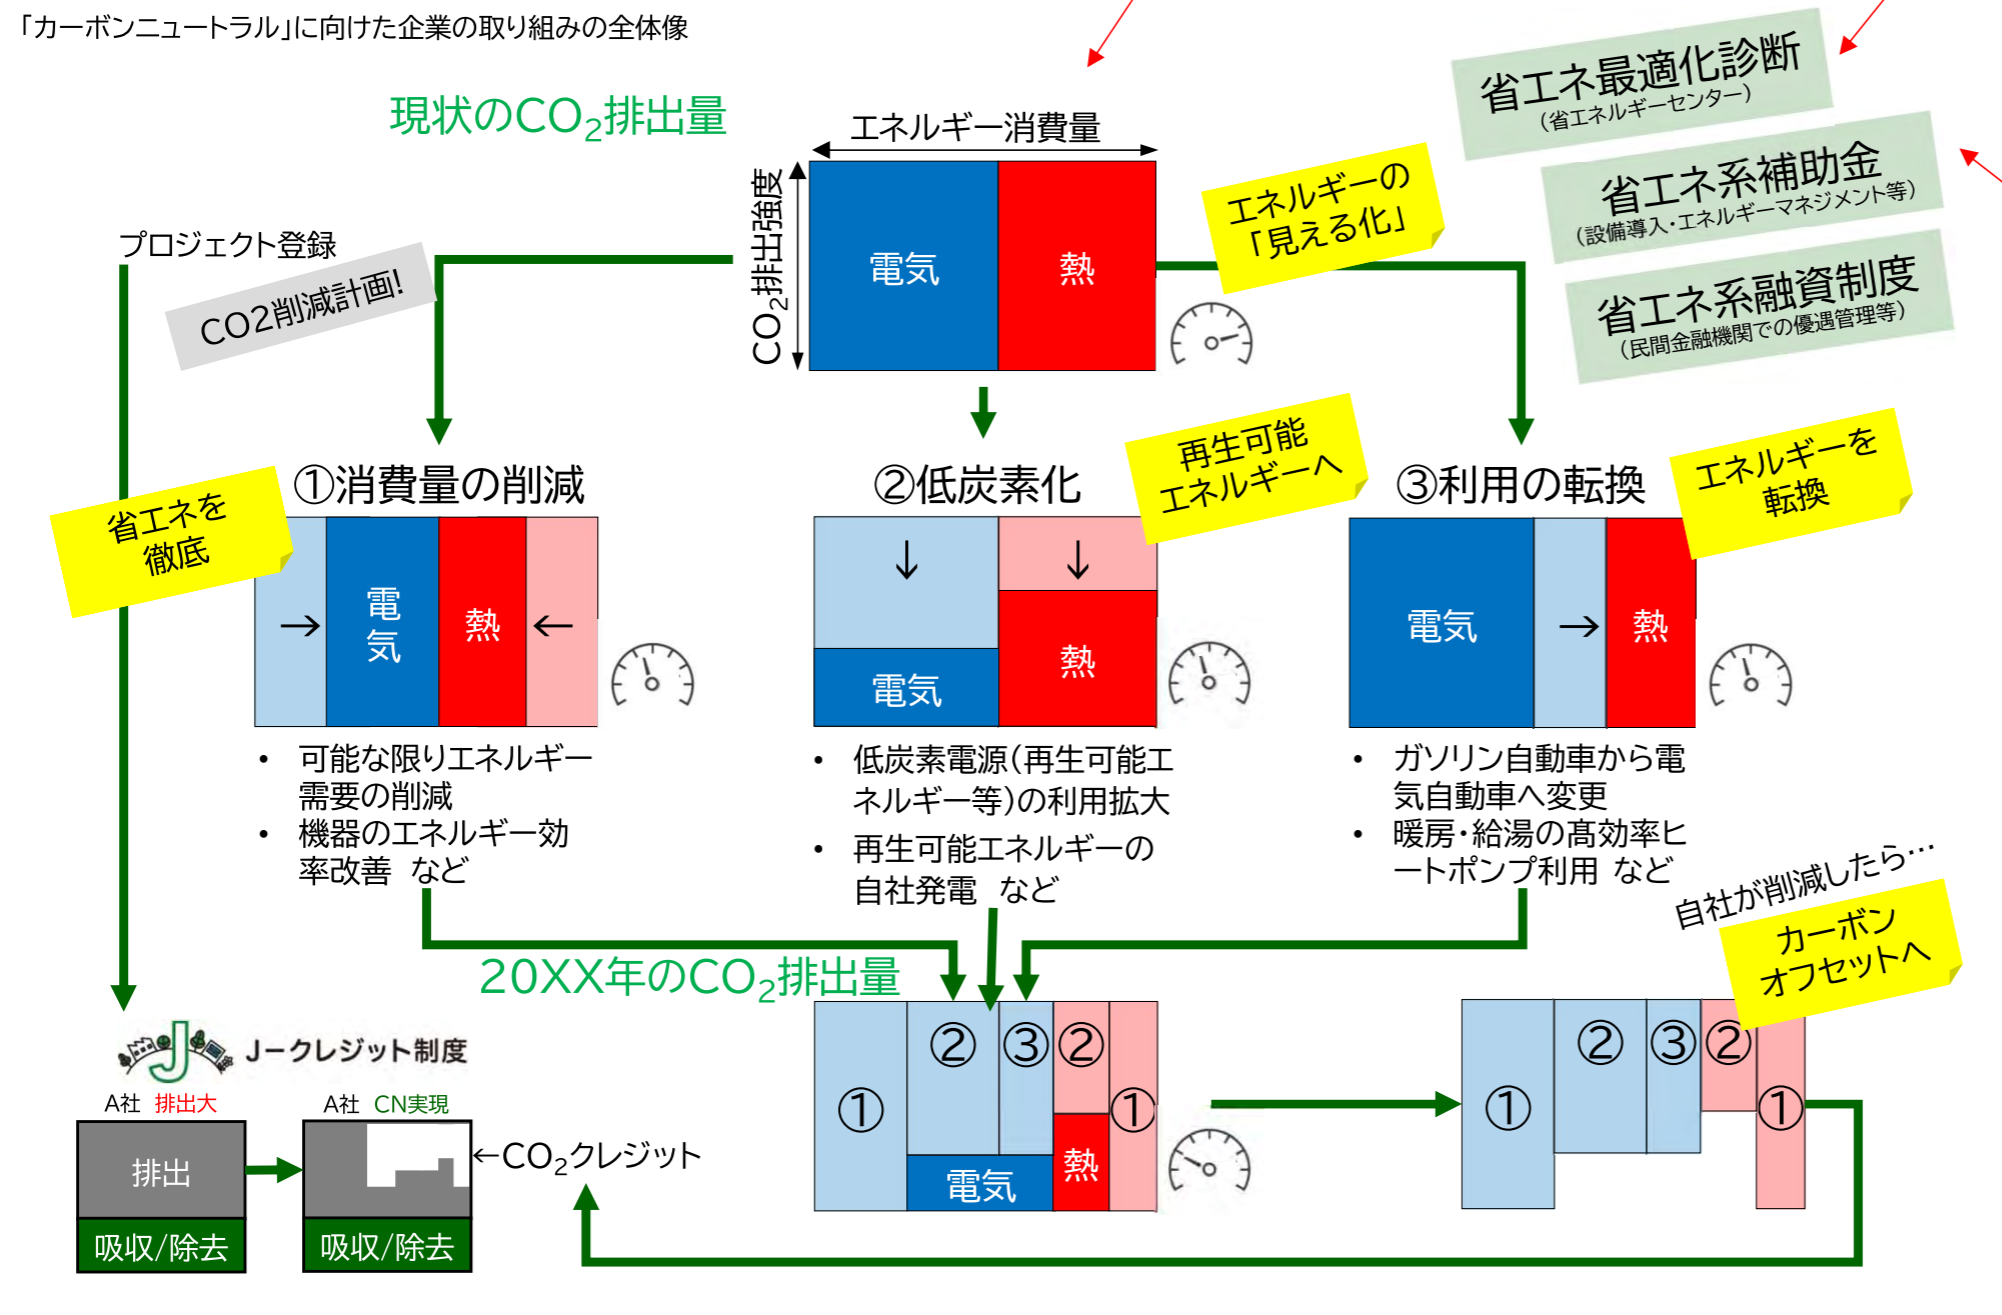 「カーボンニュートラル」に向けた企業の取り組みの全体像
現状のCO2排出量
エネルギー消費量
CO2排出強度
電気
熱
エネルギーの
「見える化」
省エネ最適化診断
（省エネルギーセンター）
省エネ系補助金
（設備導入・エネルギーマネジメント等）
省エネ系融資制度
（民間金融機関での優遇管理等）
プロジェクト登録
CO2削減計画!
省エネを
徹底
①消費量の削減
→
電
気
熱
←
• 可能な限りエネルギー
需要の削減
• 機器のエネルギー効
率改善 など
②低炭素化
再生可能
エネルギーへ
↓
↓
電気
熱
• 低炭素電源（再生可能エ
ネルギー等）の利用拡大
• 再生可能エネルギーの
自社発電 など
③利用の転換
エネルギーを
転換
電気
→
熱
• ガソリン自動車から電
気自動車へ変更
• 暖房・給湯の髙効率ヒ
ートポンプ利用 など
自社が削減したら…
カーボン
オフセットへ
20XX年のCO2排出量
①
②
③
②
①
電気
熱
①
②
③
②
①
J
J－クレジット制度
A社 排出大
排出
吸収/除去
A社 CN実現
吸収/除去
←CO2クレジット